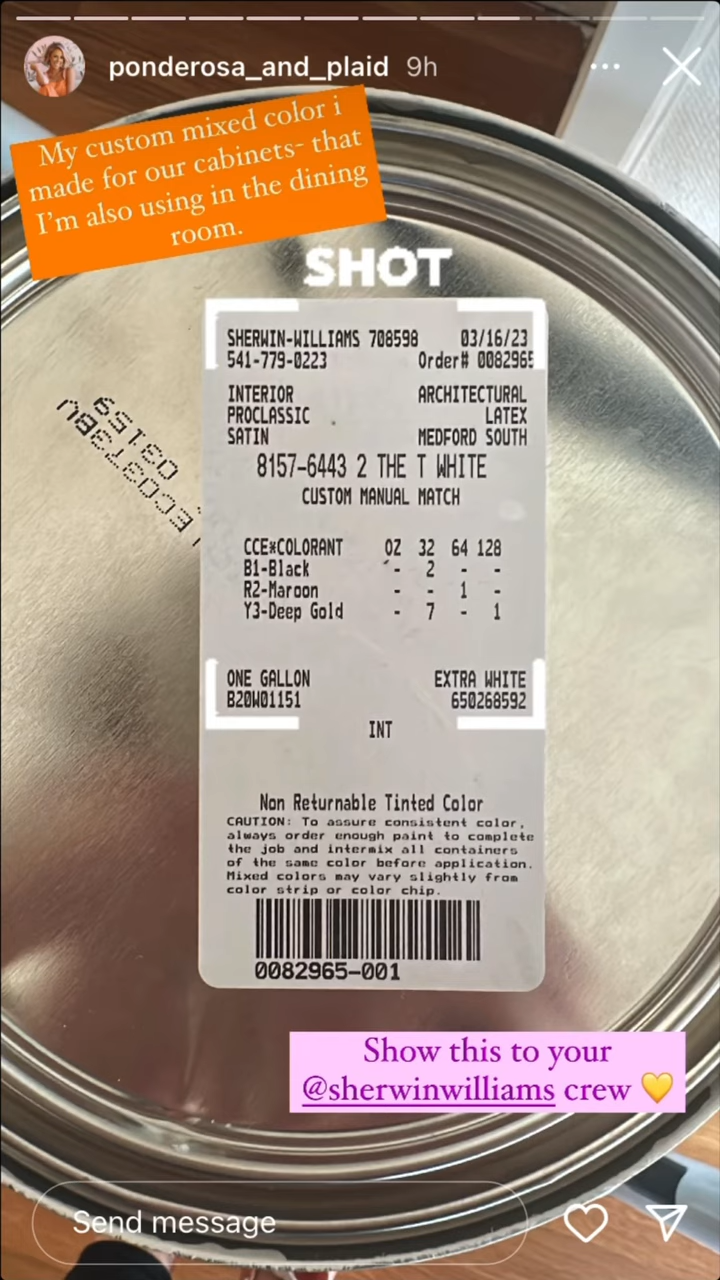 ponderosa_and_plaid 9h
My custom mixed color i
made for our cabinets- that
I'm also using in the dining
room.
SHOT
SHERWIN-WILLIAMS 708598 03/16/23
541-779-0223 Order# 0082965
INTERIOR ARCHITECTURAL
PROCLASSIC LATEX
SATIN MEDFORD SOUTH
8157-6443 2 THE T WHITE
CUSTOM MANUAL MATCH
CCE*COLORANT OZ 32 64 128
B1-Black - 2 - -
R2-Maroon - - 1 -
Y3-Deep Gold - 7 - 1
ONE GALLON EXTRA WHITE
B20W01151 650268592
INT
Non Returnable Tinted Color
CAUTION: To assure consistent color,
always order enough paint to complete
the job and intermix all containers
of the same color before application.
Mixed colors may vary slightly from
color strip or color chip.
0082965-001
Show this to your
@sherwinwilliams crew 💛
Send message